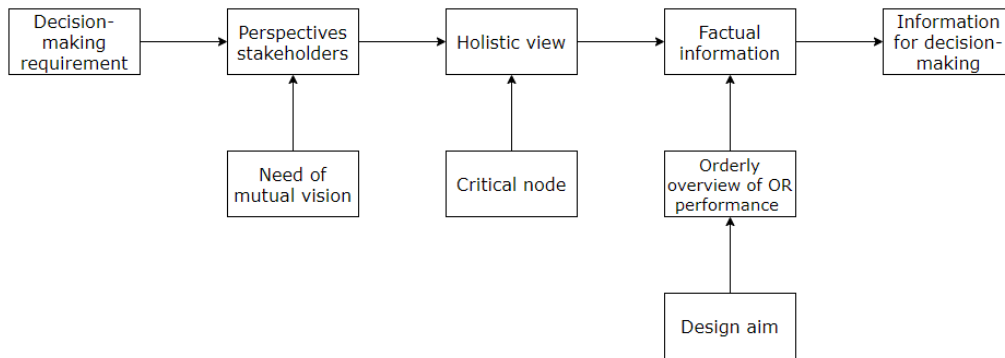 Decision-
making
requirement
Perspectives
stakeholders
Holistic view
Factual
information
Information
for decision-
making
Need of
mutual vision
Critical node
Orderly
overview of OR
performance
Design aim